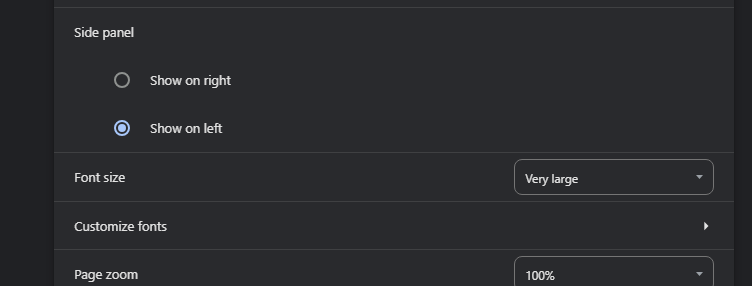 Side panel
Show on right
Show on left
Font size
Very large
Customize fonts
Page zoom
100%